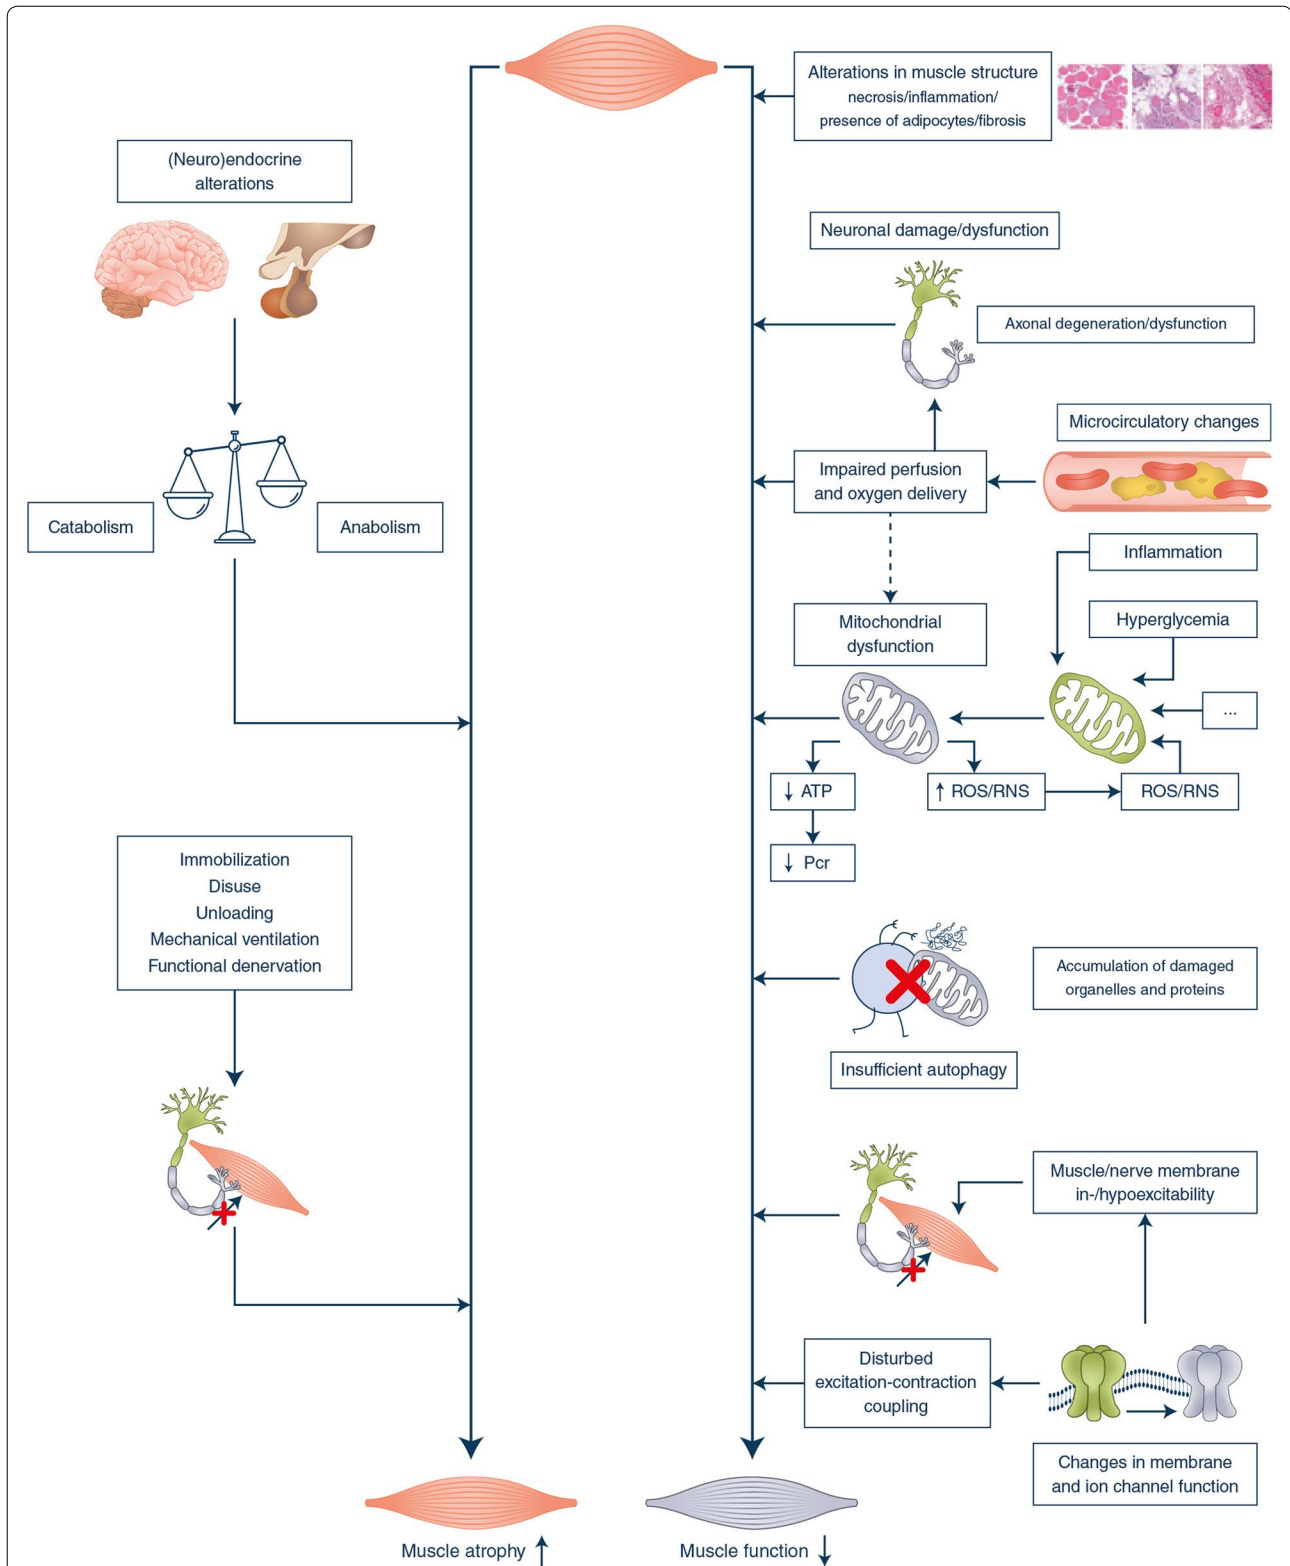 Alterations in muscle structure
necrosis/inflammation/
presence of adipocytes/fibrosis
(Neuro)endocrine
alterations
Neuronal damage/dysfunction
Axonal degeneration/dysfunction
Microcirculatory changes
Impaired perfusion
and oxygen delivery
Catabolism
Anabolism
Inflammation
Mitochondrial
dysfunction
Hyperglycemia
...
↓ ATP
↑ ROS/RNS
ROS/RNS
↓ Pcr
Immobilization
Disuse
Unloading
Mechanical ventilation
Functional denervation
Accumulation of damaged
organelles and proteins
Insufficient autophagy
Muscle/nerve membrane
in-/hypoexcitability
Disturbed
excitation-contraction
coupling
Changes in membrane
and ion channel function
Muscle atrophy ↑
Muscle function ↓